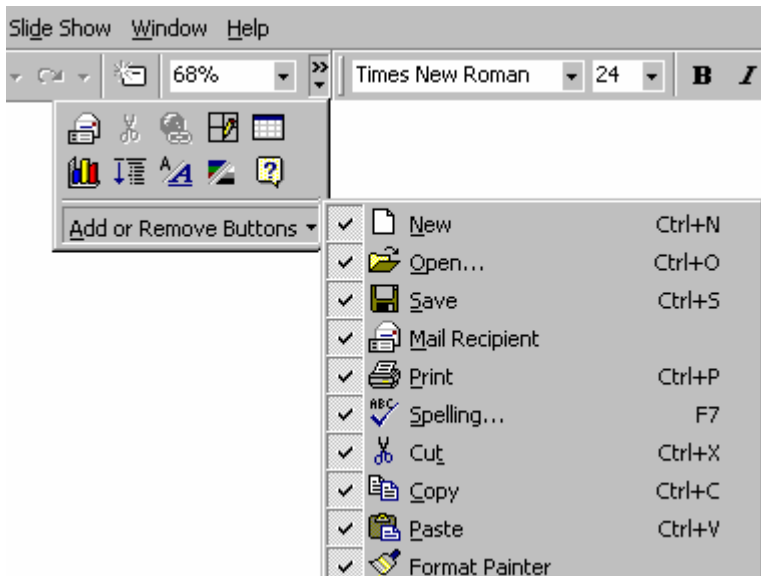 Slide Show Window Help
68% Times New Roman 24 B I
Add or Remove Buttons
New Ctrl+N
Open... Ctrl+O
Save Ctrl+S
Mail Recipient
Print Ctrl+P
ABC Spelling... F7
Cut Ctrl+X
Copy Ctrl+C
Paste Ctrl+V
Format Painter